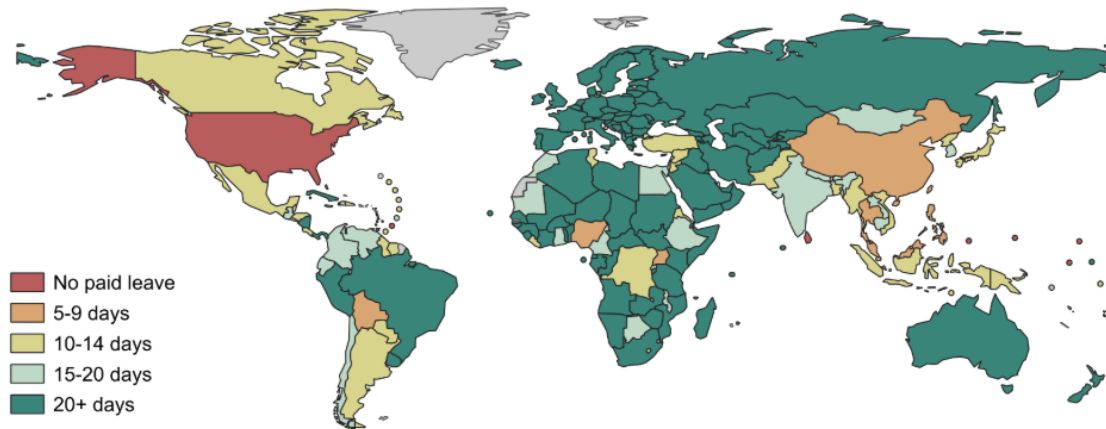 No paid leave
5-9 days
10-14 days
15-20 days
20+ days